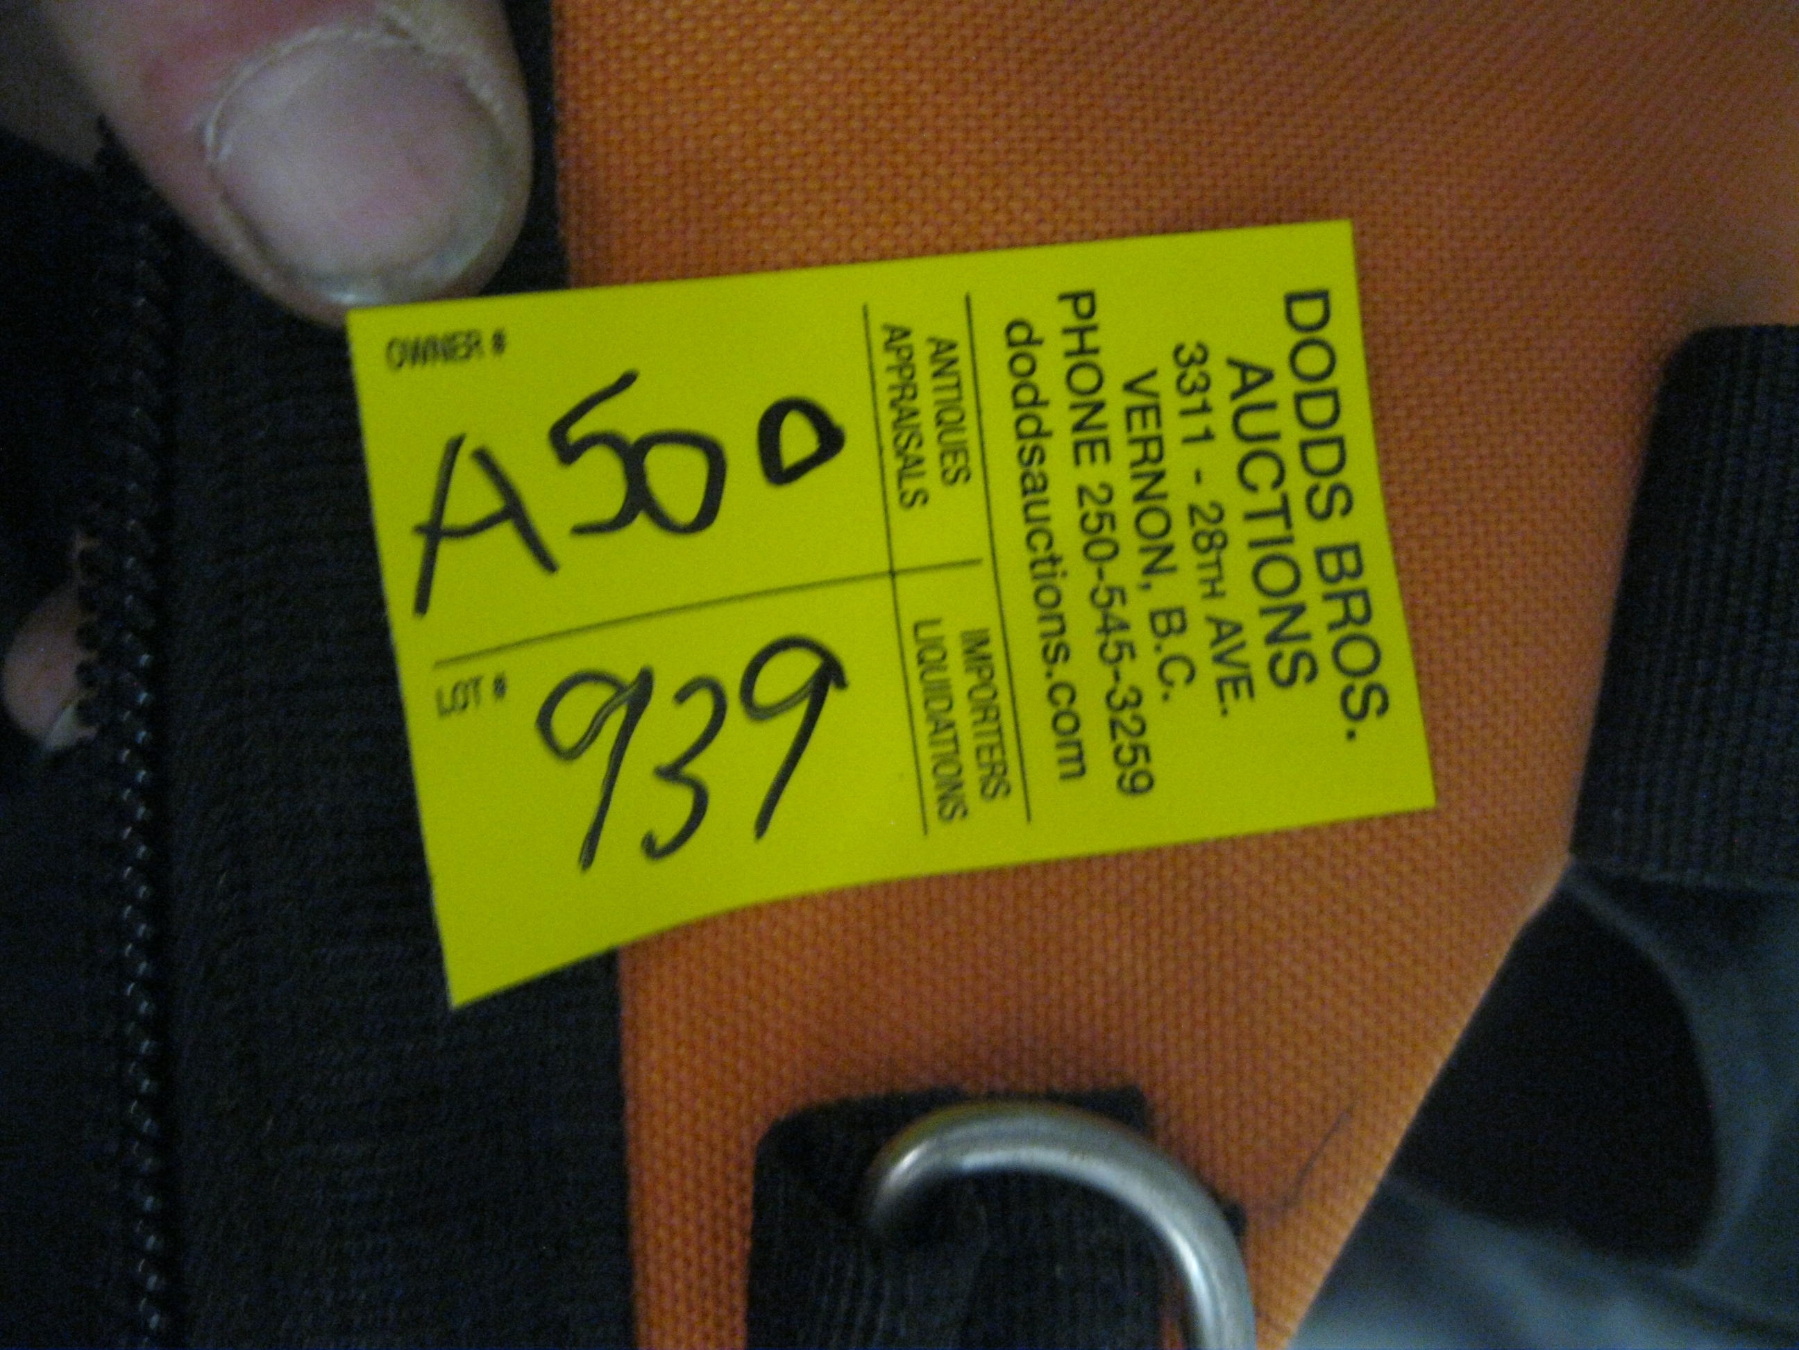 DODDS BROS.
AUCTIONS
3311 - 28TH AVE.
VERNON, B.C.
PHONE 250-545-3259
doddsauctions.com
ANTIQUES
APPRAISALS
IMPORTERS
LIQUIDATIONS
OWNER #
A500
LOT #
939